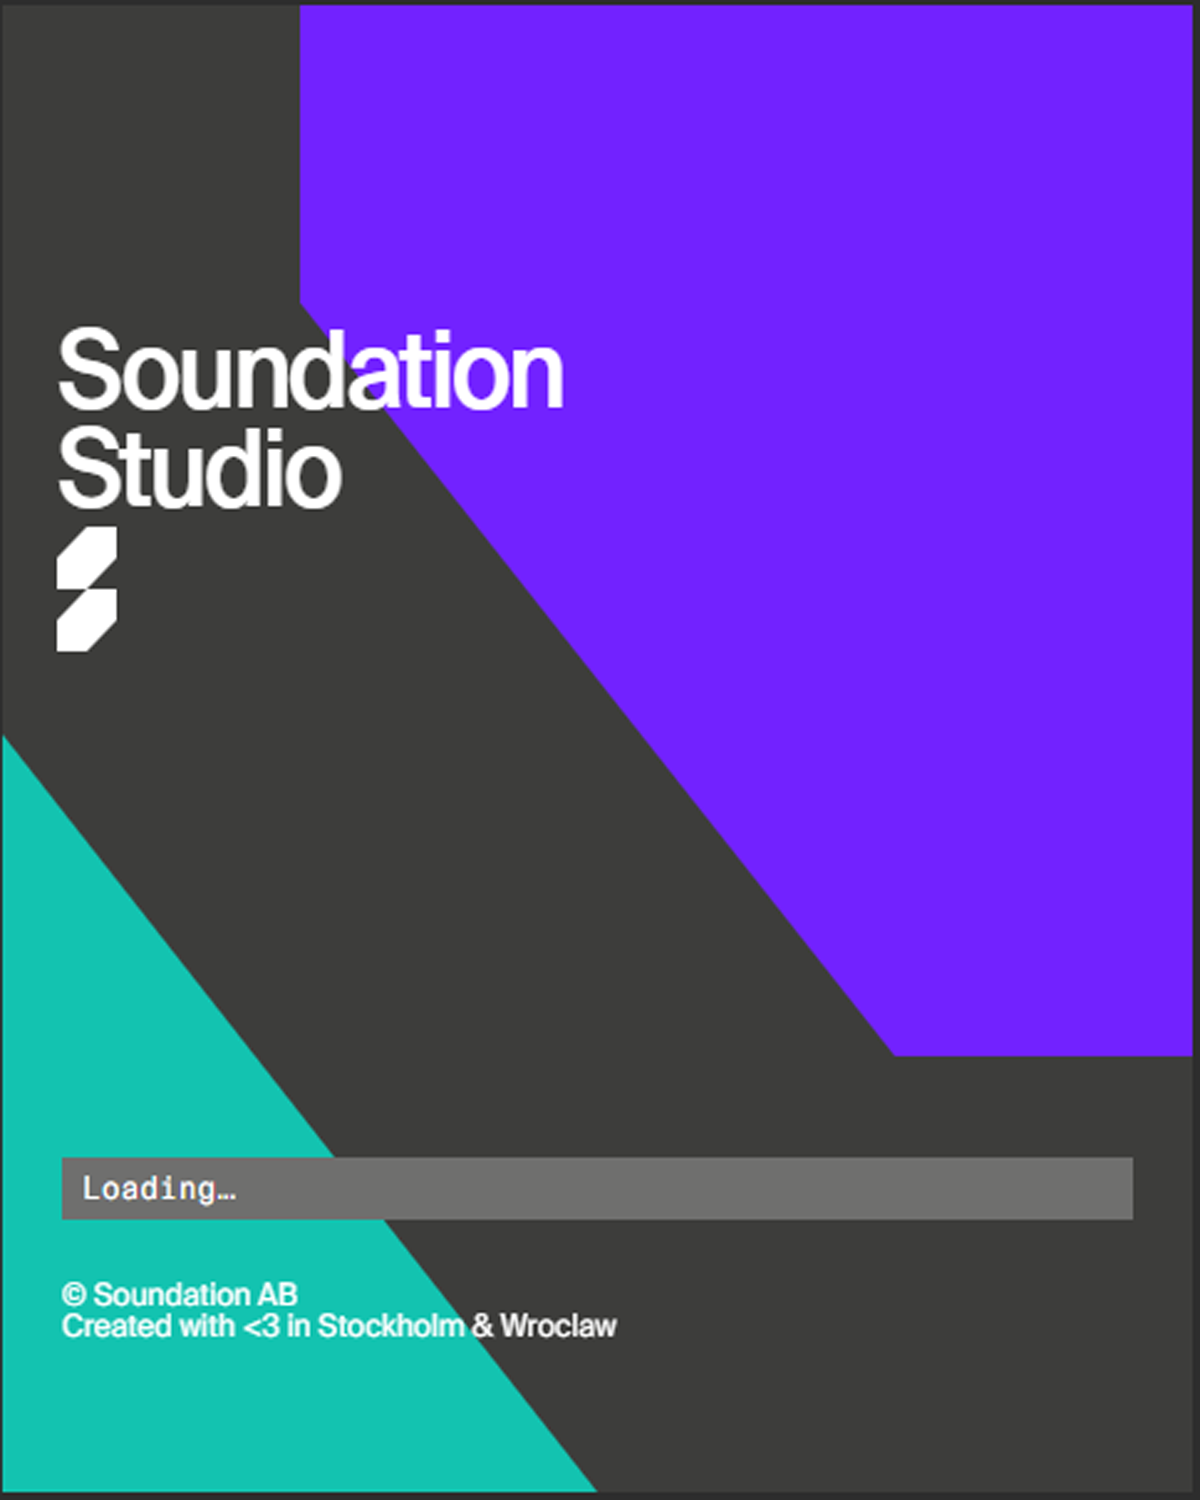 Soundation
Studio
Loading…
© Soundation AB
Created with <3 in Stockholm & Wroclaw